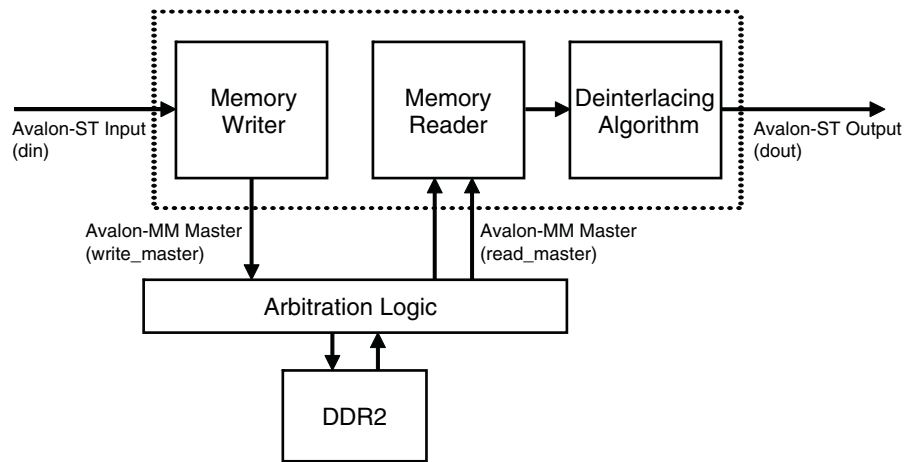 Memory
Writer
Memory
Reader
Deinterlacing
Algorithm
Avalon-ST Input
(din)
Avalon-ST Output
(dout)
Avalon-MM Master
(write_master)
Avalon-MM Master
(read_master)
Arbitration Logic
DDR2